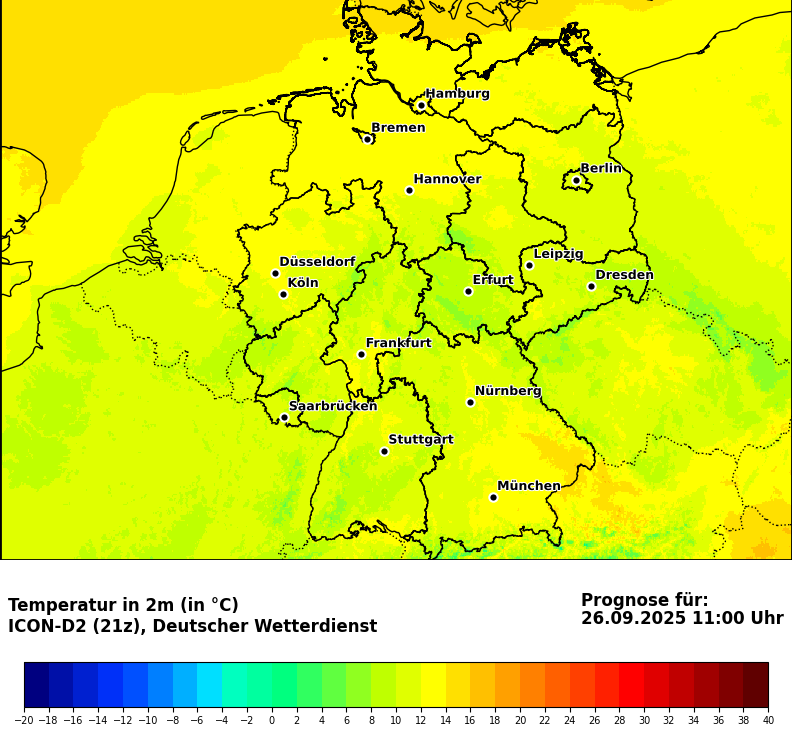 Hamburg
Bremen
Berlin
Hannover
Leipzig
Düsseldorf
Dresden
Köln
Erfurt
Frankfurt
Nürnberg
Saarbrücken
Stuttgart
München
Temperatur in 2m (in °C)
ICON-D2 (21z), Deutscher Wetterdienst
Prognose für:
26.09.2025 11:00 Uhr
−20 −18 −16 −14 −12 −10 −8 −6 −4 −2 0 2 4 6 8 10 12 14 16 18 20 22 24 26 28 30 32 34 36 38 40